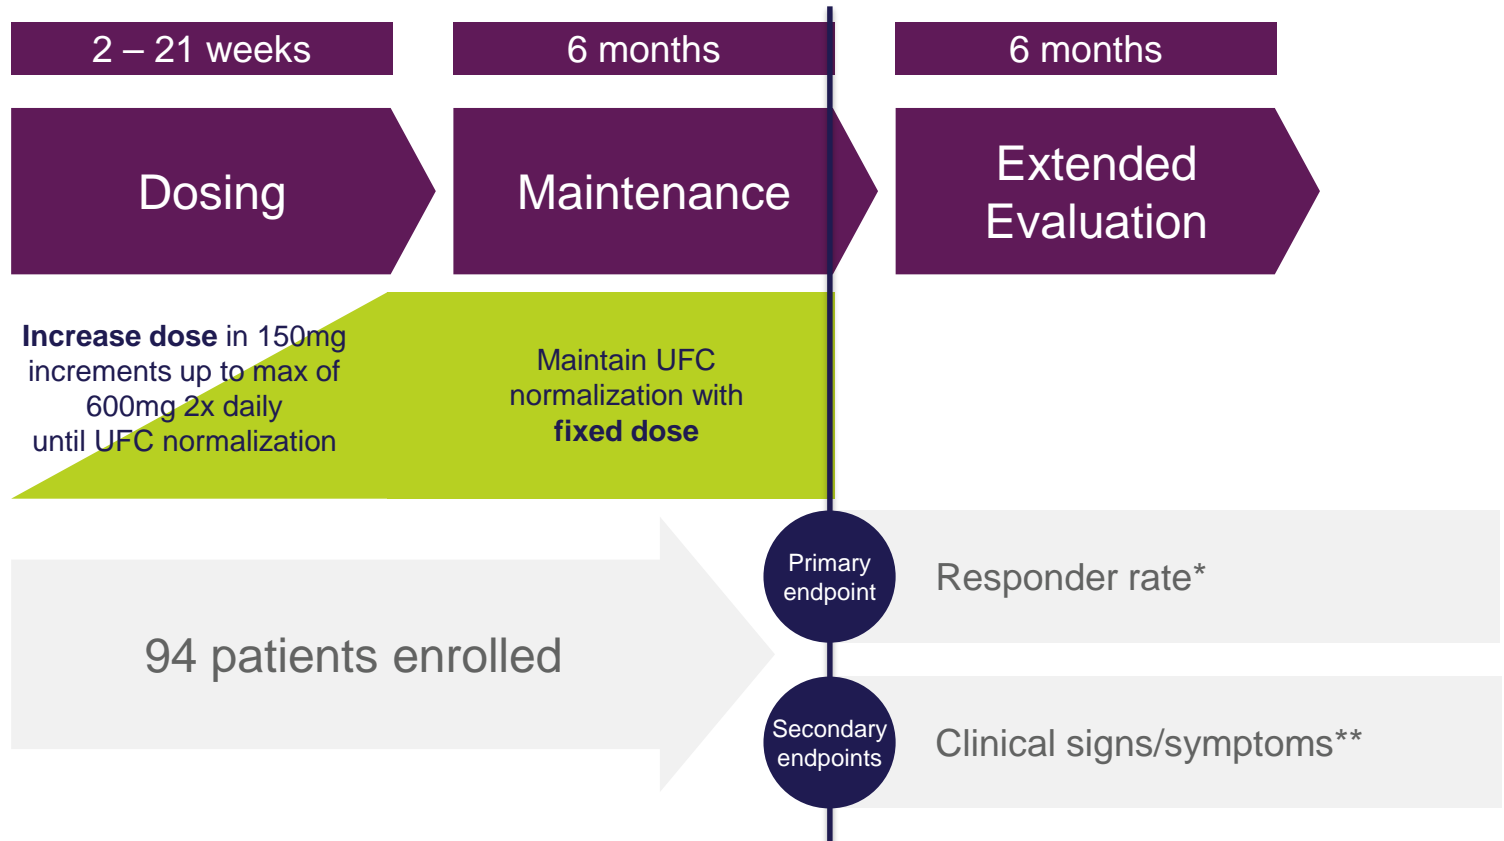 2 – 21 weeks
6 months
6 months
Dosing
Maintenance
Extended
Evaluation
Increase dose in 150mg
increments up to max of
600mg 2x daily
until UFC normalization
Maintain UFC
normalization with
fixed dose
94 patients enrolled
Primary
endpoint
Responder rate*
Secondary
endpoints
Clinical signs/symptoms**